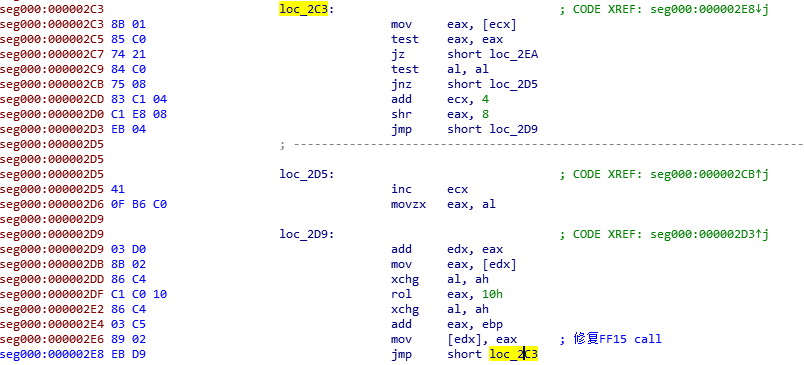 seg000:000002C3 loc_2C3: ; CODE XREF: seg000:000002E8↓j
seg000:000002C3 8B 01 mov eax, [ecx]
seg000:000002C5 85 C0 test eax, eax
seg000:000002C7 74 21 jz short loc_2EA
seg000:000002C9 84 C0 test al, al
seg000:000002CB 75 08 jnz short loc_2D5
seg000:000002CD 83 C1 04 add ecx, 4
seg000:000002D0 C1 E8 08 shr eax, 8
seg000:000002D3 EB 04 jmp short loc_2D9
seg000:000002D5 ; ---------------------------------------------------------------------------
seg000:000002D5
seg000:000002D5 loc_2D5: ; CODE XREF: seg000:000002CB↑j
seg000:000002D5 41 inc ecx
seg000:000002D6 0F B6 C0 movzx eax, al
seg000:000002D9
seg000:000002D9 loc_2D9: ; CODE XREF: seg000:000002D3↑j
seg000:000002D9 03 D0 add edx, eax
seg000:000002DB 8B 02 mov eax, [edx]
seg000:000002DD 86 C4 xchg al, ah
seg000:000002DF C1 C0 10 rol eax, 10h
seg000:000002E2 86 C4 xchg al, ah
seg000:000002E4 03 C5 add eax, ebp
seg000:000002E6 89 02 mov [edx], eax ; 修复FF15 call
seg000:000002E8 EB D9 jmp short loc_2C3